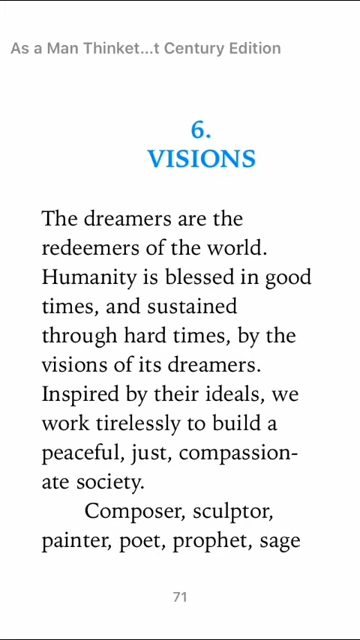 As a Man Thinket...t Century Edition
6.
VISIONS
The dreamers are the
redeemers of the world.
Humanity is blessed in good
times, and sustained
through hard times, by the
visions of its dreamers.
Inspired by their ideals, we
work tirelessly to build a
peaceful, just, compassion-
ate society.
Composer, sculptor,
painter, poet, prophet, sage
71